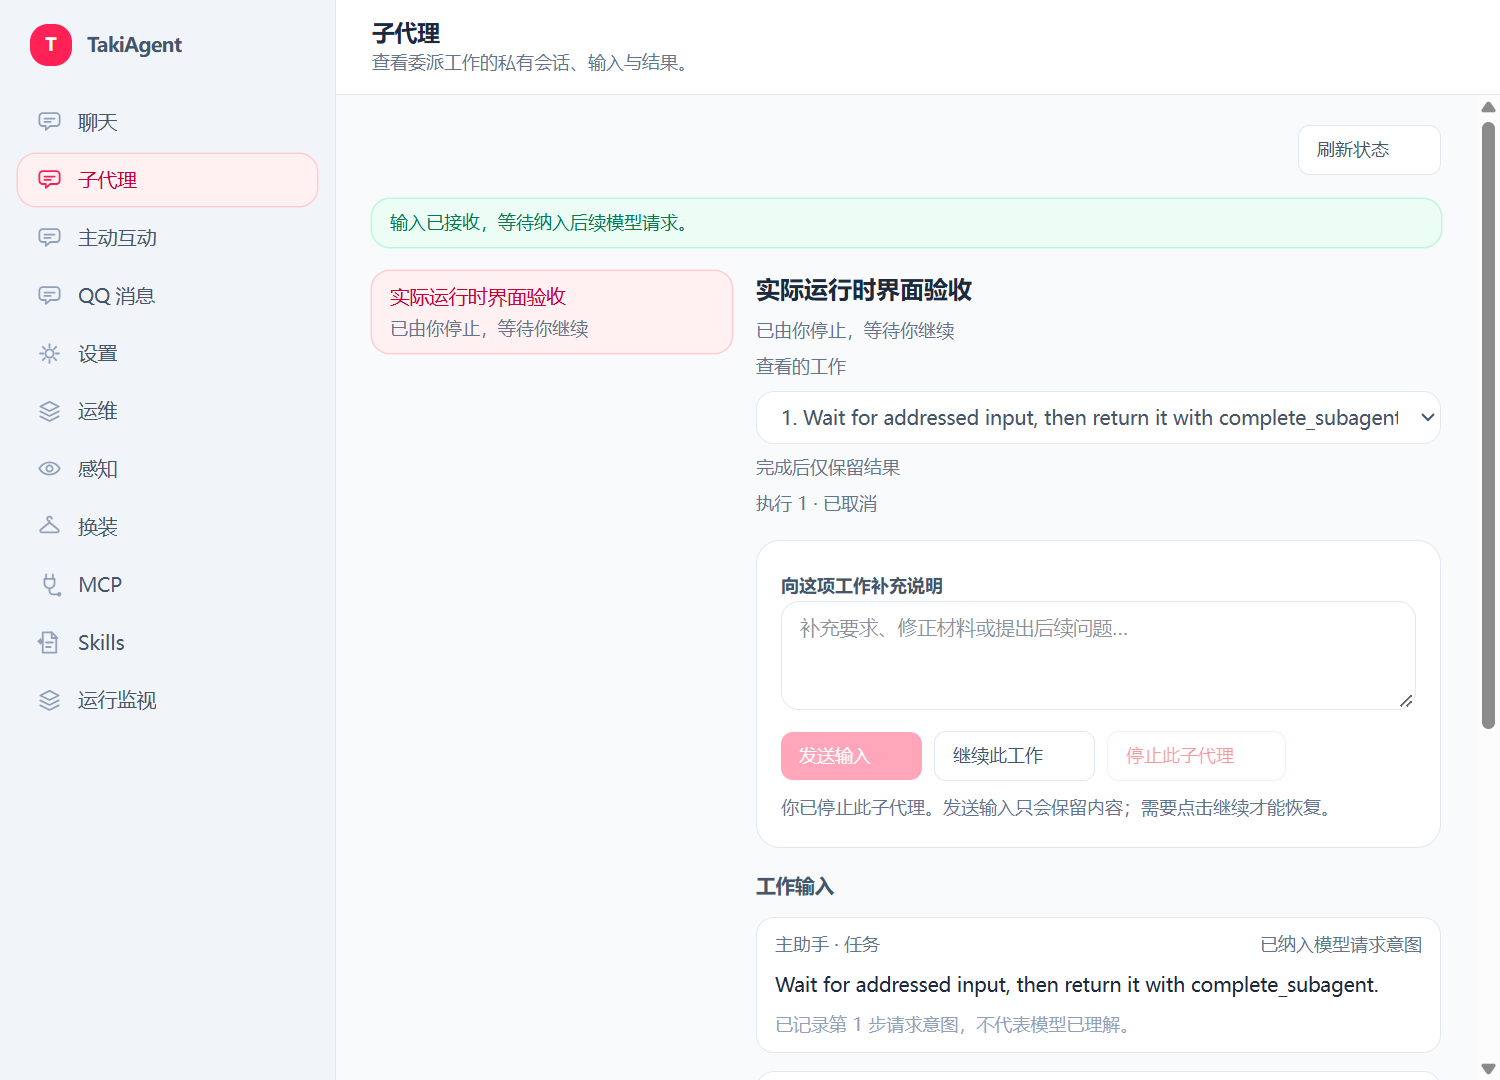 T
TakiAgent
聊天
子代理
主动互动
QQ 消息
设置
运维
感知
换装
MCP
Skills
运行监视
子代理
查看委派工作的私有会话、输入与结果。
刷新状态
输入已接收，等待纳入后续模型请求。
实际运行时界面验收
已由你停止，等待你继续
实际运行时界面验收
已由你停止，等待你继续
查看的工作
1. Wait for addressed input, then return it with complete_subagent
完成后仅保留结果
执行 1 · 已取消
向这项工作补充说明
补充要求、修正材料或提出后续问题...
发送输入
继续此工作
停止此子代理
你已停止此子代理。发送输入只会保留内容；需要点击继续才能恢复。
工作输入
主助手 · 任务
已纳入模型请求意图
Wait for addressed input, then return it with complete_subagent.
已记录第 1 步请求意图，不代表模型已理解。